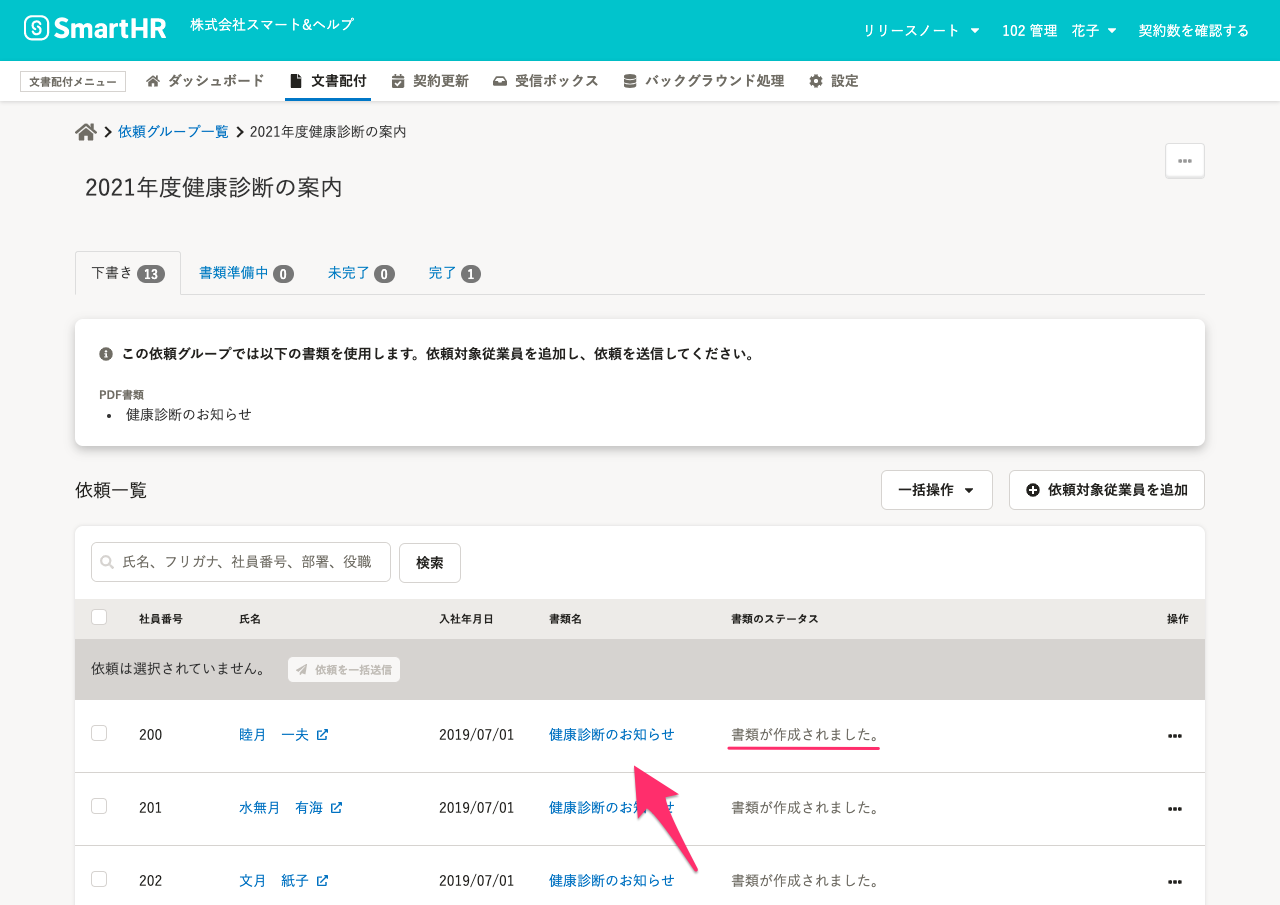 SmartHR 株式会社スマート&ヘルプ リリースノート 102 管理 花子 契約数を確認する
文書配付メニュー ダッシュボード 文書配付 契約更新 受信ボックス バックグラウンド処理 設定
依頼グループ一覧 2021年度健康診断の案内
2021年度健康診断の案内
下書き 13 書類準備中 0 未完了 0 完了 1
この依頼グループでは以下の書類を使用します。依頼対象従業員を追加し、依頼を送信してください。
PDF書類
• 健康診断のお知らせ
依頼一覧 一括操作 依頼対象従業員を追加
氏名、フリガナ、社員番号、部署、役職 検索
社員番号 氏名 入社年月日 書類名 書類のステータス 操作
依頼は選択されていません。 依頼を一括送信
200 睦月 一夫 2019/07/01 健康診断のお知らせ 書類が作成されました。
201 水無月 有海 2019/07/01 健康診断のお知らせ 書類が作成されました。
202 文月 紙子 2019/07/01 健康診断のお知らせ 書類が作成されました。